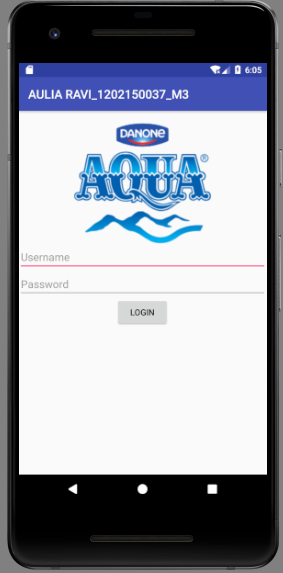 6:05
AULIA RAVI_1202150037_M3
DANONE
AQUA®
Username
Password
LOGIN